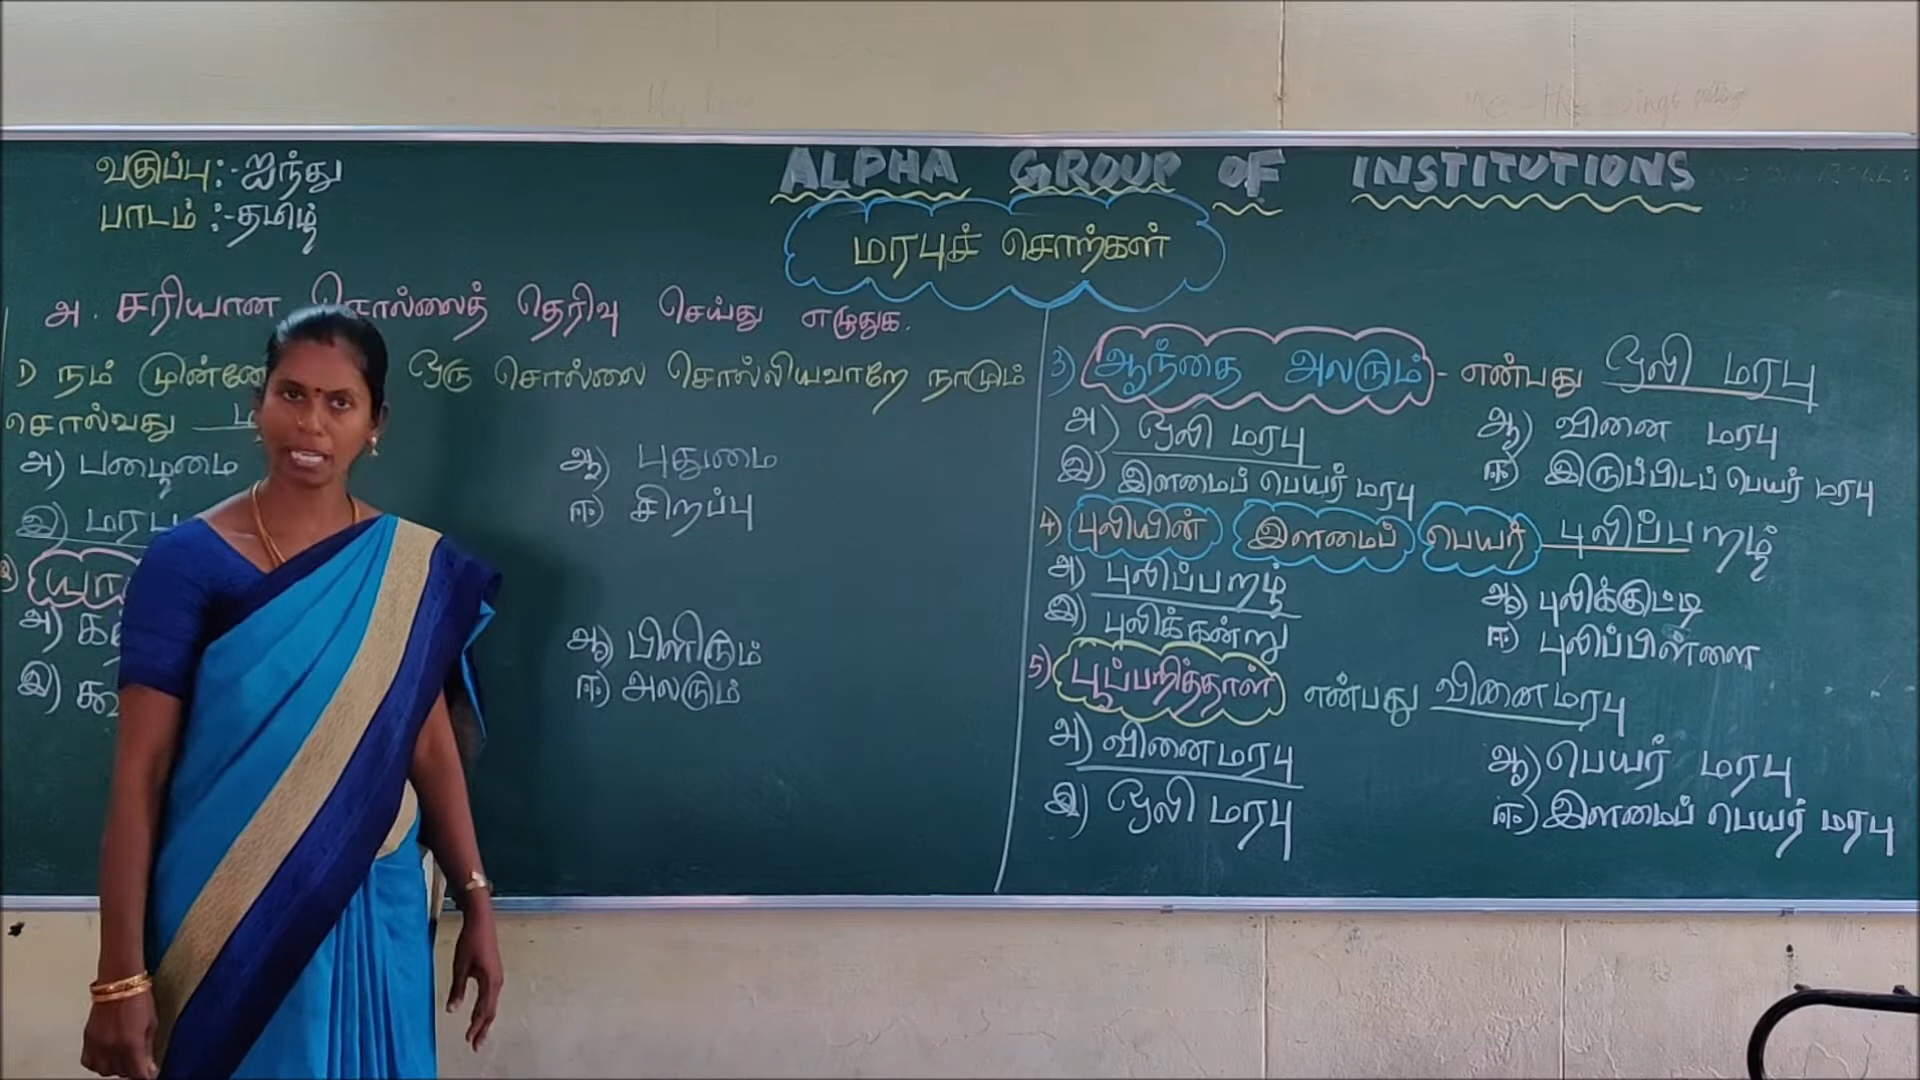 வகுப்பு:-ஐந்து
பாடம் :-தமிழ்
ALPHA GROUP OF INSTITUTIONS
மரபுச் சொற்கள்
அ. சரியான சொல்லைத் தெரிவு செய்து எழுதுக.
1) நம் ஒரு சொல்லை சொல்லியவாறே நாமும்
சொல்வது
அ) பழைமை
ஆ) புதுமை
இ) மரபு
ஈ) சிறப்பு
அ)
ஆ) பிளிரும்
இ)
ஈ) அலரும்
3) ஆந்தை அலரும் - என்பது ஒலி மரபு
அ) ஒலி மரபு
ஆ) வினை மரபு
இ) இளமைப் பெயர் மரபு
ஈ) இருப்பிடப் பெயர் மரபு
4) புலியின் இளமைப் பெயர் புலிப்பறழ்
அ) புலிப்பறழ்
ஆ) புலிக்குட்டி
இ) புலிக்கன்று
ஈ) புலிப்பிள்ளை
5) பூப்பறித்தாள் என்பது வினைமரபு
அ) வினைமரபு
ஆ) பெயர் மரபு
இ) ஒலி மரபு
ஈ) இளமைப் பெயர் மரபு